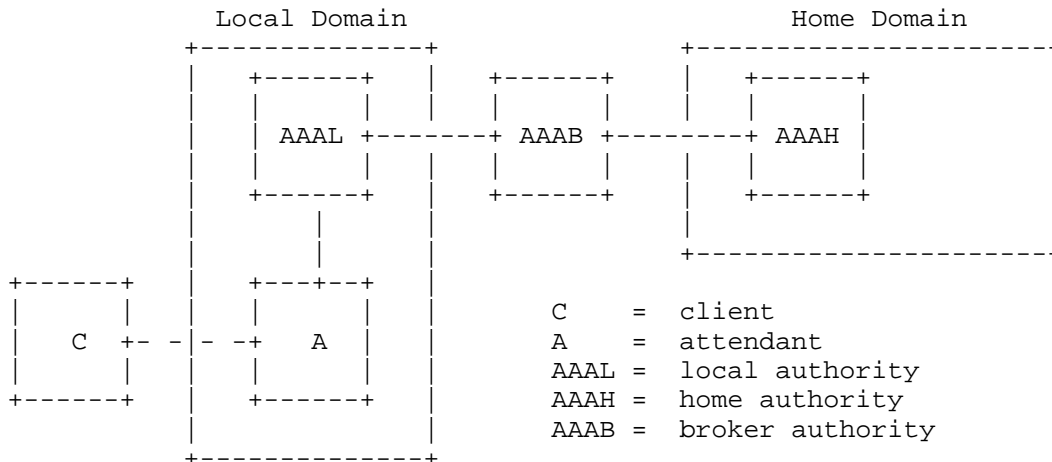 Local Domain Home Domain
AAAL AAAB AAAH
C A
C = client
A = attendant
AAAL = local authority
AAAH = home authority
AAAB = broker authority